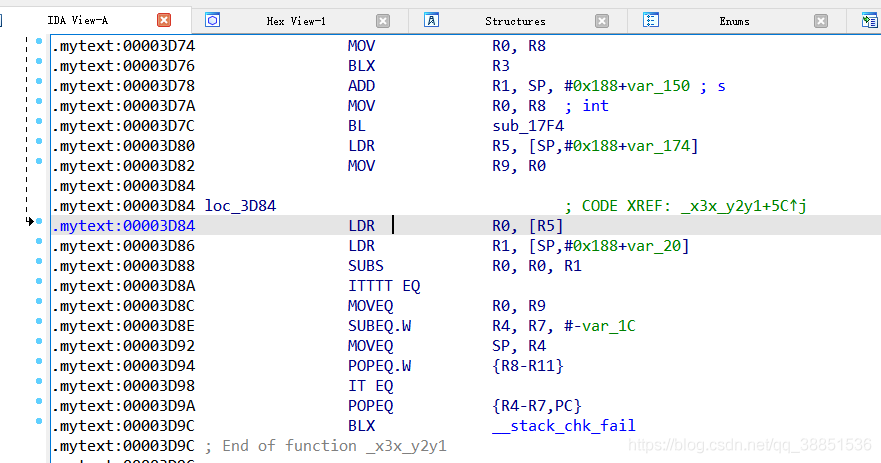 IDA View-A Hex View-1 Structures Enums
.mytext:00003D74 MOV R0, R8
.mytext:00003D76 BLX R3
.mytext:00003D78 ADD R1, SP, #0x188+var_150 ; s
.mytext:00003D7A MOV R0, R8 ; int
.mytext:00003D7C BL sub_17F4
.mytext:00003D80 LDR R5, [SP,#0x188+var_174]
.mytext:00003D82 MOV R9, R0
.mytext:00003D84
.mytext:00003D84 loc_3D84 ; CODE XREF: _x3x_y2y1+5C↑j
.mytext:00003D84 LDR R0, [R5]
.mytext:00003D86 LDR R1, [SP,#0x188+var_20]
.mytext:00003D88 SUBS R0, R0, R1
.mytext:00003D8A ITTTT EQ
.mytext:00003D8C MOVEQ R0, R9
.mytext:00003D8E SUBEQ.W R4, R7, #-var_1C
.mytext:00003D92 MOVEQ SP, R4
.mytext:00003D94 POPEQ.W {R8-R11}
.mytext:00003D98 IT EQ
.mytext:00003D9A POPEQ {R4-R7,PC}
.mytext:00003D9C BLX __stack_chk_fail
.mytext:00003D9C ; End of function _x3x_y2y1
https://blog.csdn.net/qq_38851536